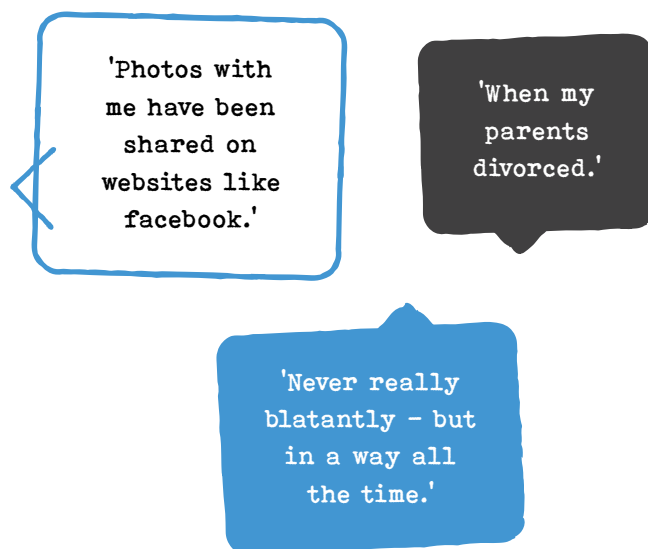 'Photos with
me have been
shared on
websites like
facebook.'
'When my
parents
divorced.'
'Never really
blatantly – but
in a way all
the time.'